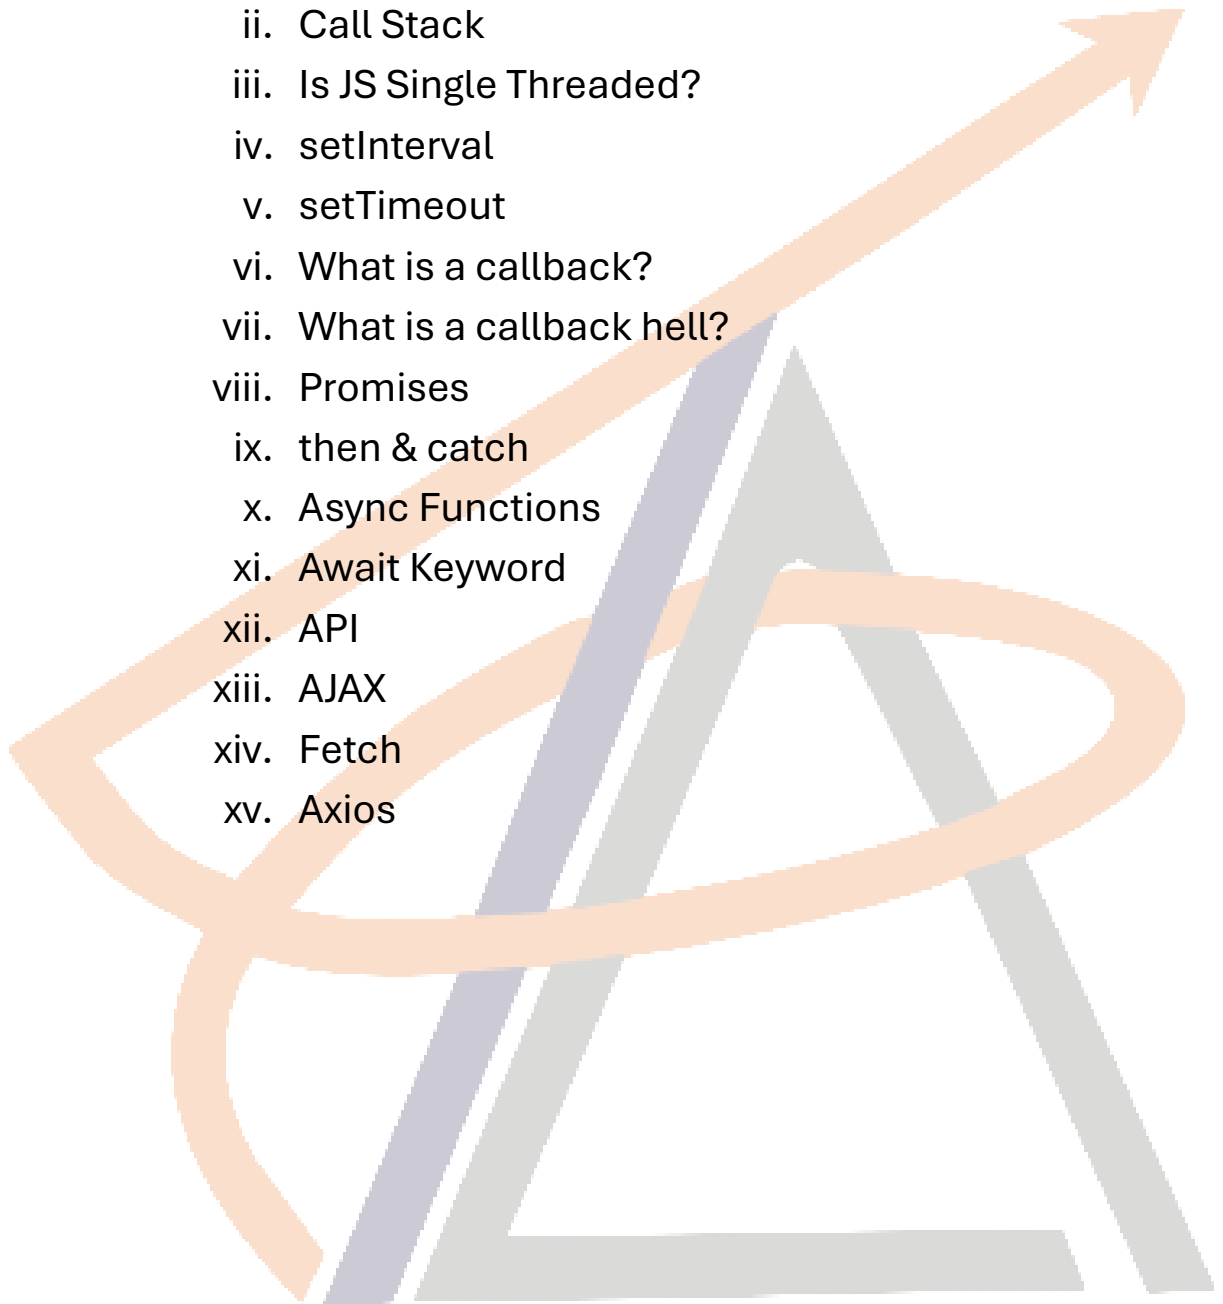 ii. Call Stack
iii. Is JS Single Threaded?
iv. setInterval
v. setTimeout
vi. What is a callback?
vii. What is a callback hell?
viii. Promises
ix. then & catch
x. Async Functions
xi. Await Keyword
xii. API
xiii. AJAX
xiv. Fetch
xv. Axios